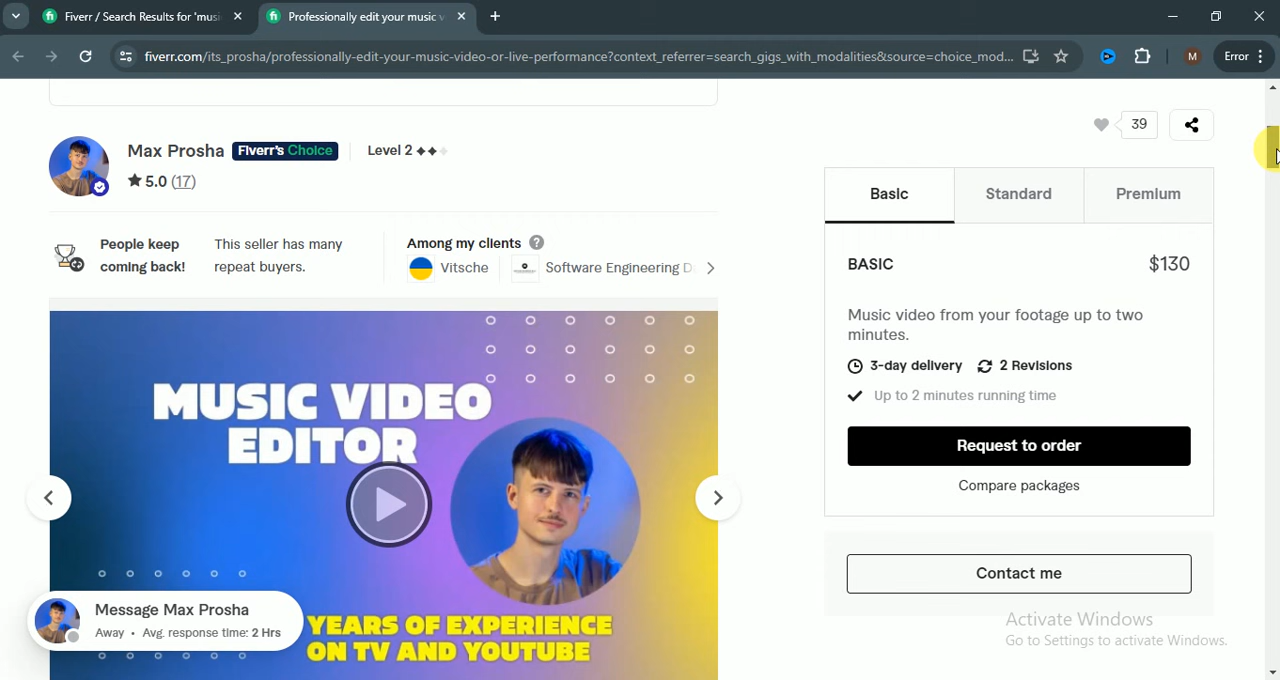 Fiverr / Search Results for 'musi
Professionally edit your music v
fiverr.com/its_prosha/professionally-edit-your-music-video-or-live-performance?context_referrer=search_gigs_with_modalities&source=choice_mod...
M
Error
39
Max Prosha
Fiverr's Choice
Level 2
5.0 (17)
People keep
coming back!
This seller has many
repeat buyers.
Among my clients ?
Vitsche
Software Engineering D
Basic
Standard
Premium
BASIC
$130
Music video from your footage up to two
minutes.
3-day delivery
2 Revisions
Up to 2 minutes running time
Request to order
Compare packages
Contact me
MUSIC VIDEO
EDITOR
YEARS OF EXPERIENCE
ON TV AND YOUTUBE
Message Max Prosha
Away • Avg. response time: 2 Hrs
Activate Windows
Go to Settings to activate Windows.